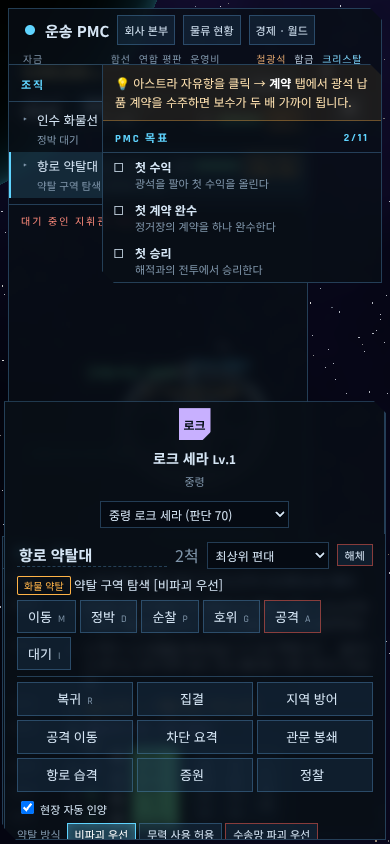 운송 PMC 회사 본부 물류 현황 경제 · 월드
자금 함선 연합 평판 운영비 철광석 합금 크리스탈
조직
💡 아스트라 자유항을 클릭 → 계약 탭에서 광석 납
품 계약을 수주하면 보수가 두 배 가까이 됩니다.
PMC 목표 2/11
인수 화물선
정박 대기
항로 약탈대
약탈 구역 탐색
대기 중인 지휘관
첫 수익
광석을 팔아 첫 수익을 올린다
첫 계약 완수
정거장의 계약을 하나 완수한다
첫 승리
해적과의 전투에서 승리한다
로크
로크 세라 Lv.1
중령
중령 로크 세라 (판단 70)
항로 약탈대 2척 최상위 편대 해체
화물 약탈 약탈 구역 탐색 [비파괴 우선]
이동 M 정박 D 순찰 P 호위 G 공격 A
대기 I
복귀 R 집결 지역 방어
공격 이동 차단 요격 관문 봉쇄
항로 습격 증원 정찰
현장 자동 인양
약탈 방식 비파괴 우선 무력 사용 허용 수송망 파괴 우선